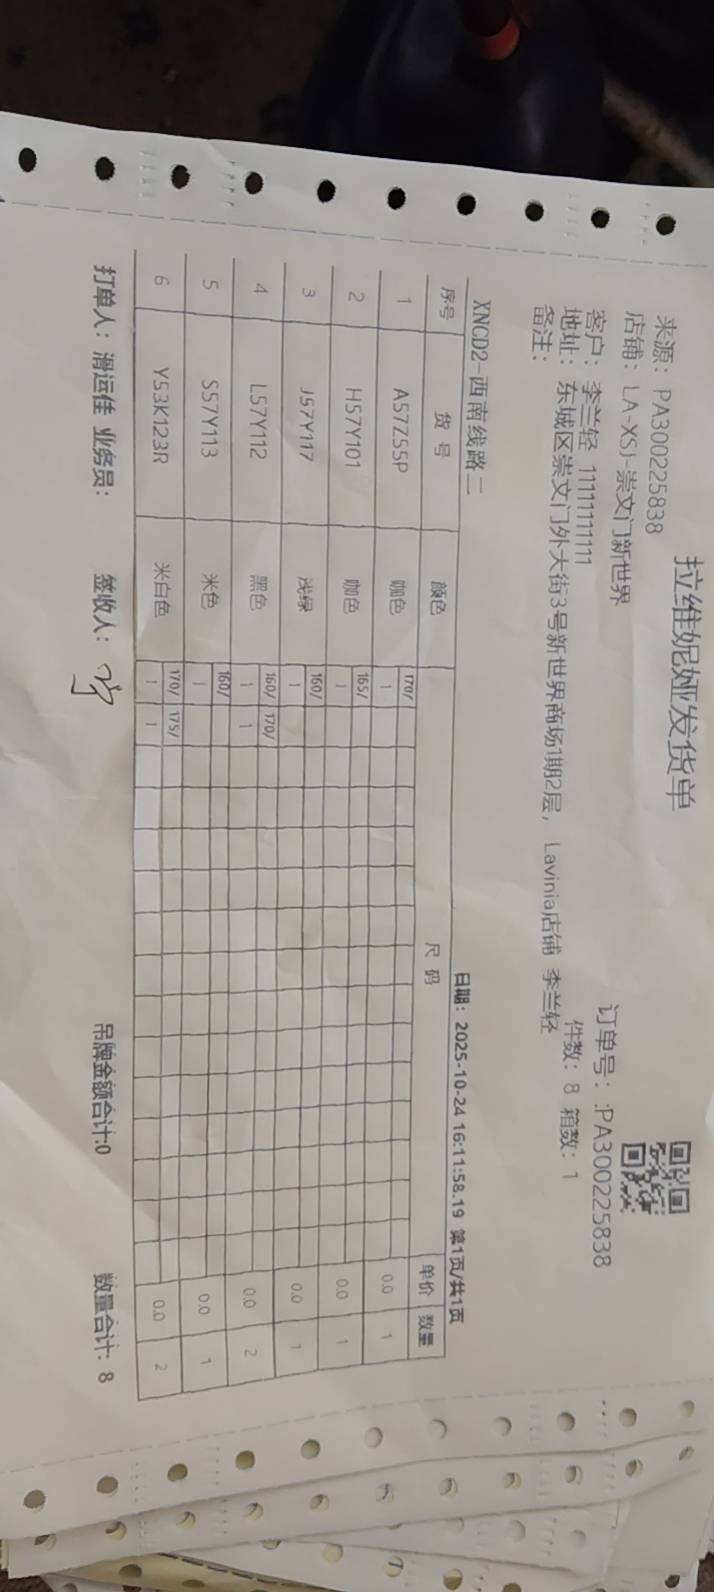 拉维妮娅发货单
来源：PA300225838
店铺：LA-XSJ-崇文门新世界 订单号：:PA300225838
客户：李兰轻 11111111111 件数：8 箱数：1
地址：东城区崇文门外大街3号新世界商场1期2层，Lavinia店铺 李兰轻
备注：
XNCD2-西南线路二 日期：2025-10-24 16:11:58.19 第1页/共1页
序号 货号 颜色 尺码 单价 数量
170/
1 A57Z55P 咖色 1 0.0 1
165/
2 H57Y101 咖色 1 0.0 1
160/
3 J57Y117 浅绿 1 0.0 1
160/ 170/
4 L57Y112 黑色 1 1 0.0 2
160/
5 S57Y113 米色 1 0.0 1
170/ 175/
6 Y53K123R 米白色 1 1 0.0 2
打单人：滑运佳 业务员： 签收人： 吊牌金额合计:0 数量合计：8